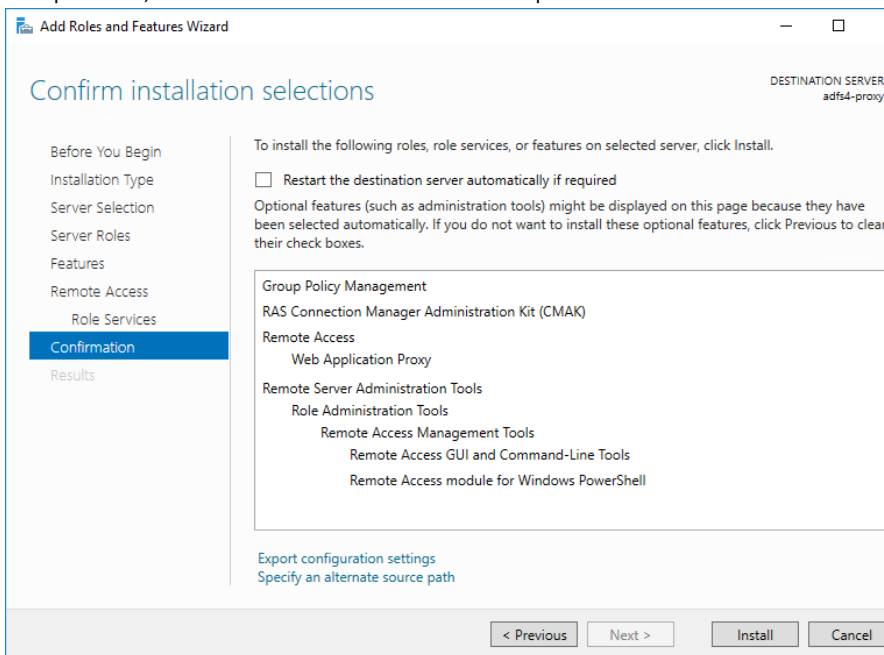 Add Roles and Features Wizard
Confirm installation selections
DESTINATION SERVER
adfs4-proxy
Before You Begin
Installation Type
Server Selection
Server Roles
Features
Remote Access
Role Services
Confirmation
Results
To install the following roles, role services, or features on selected server, click Install.
Restart the destination server automatically if required
Optional features (such as administration tools) might be displayed on this page because they have
been selected automatically. If you do not want to install these optional features, click Previous to clear
their check boxes.
Group Policy Management
RAS Connection Manager Administration Kit (CMAK)
Remote Access
Web Application Proxy
Remote Server Administration Tools
Role Administration Tools
Remote Access Management Tools
Remote Access GUI and Command-Line Tools
Remote Access module for Windows PowerShell
Export configuration settings
Specify an alternate source path
< Previous
Next >
Install
Cancel